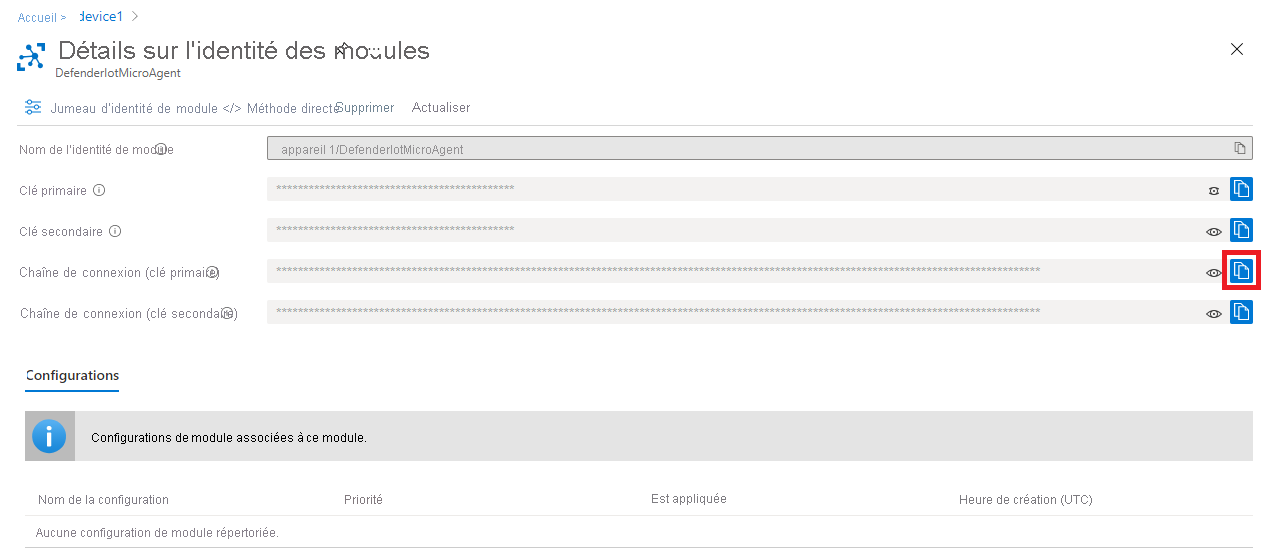 Accueil > device1 >
Détails sur l'identité des modules
DefenderIotMicroAgent
Jumeau d'identité de module </> Méthode directe Supprimer Actualiser
Nom de l'identité de module appareil 1/DefenderIotMicroAgent
Clé primaire ********************************************
Clé secondaire ********************************************
Chaîne de connexion (clé primaire) **********************************************************************************************************************************************
Chaîne de connexion (clé secondaire) **********************************************************************************************************************************************
Configurations
Configurations de module associées à ce module.
Nom de la configuration Priorité Est appliquée Heure de création (UTC)
Aucune configuration de module répertoriée.